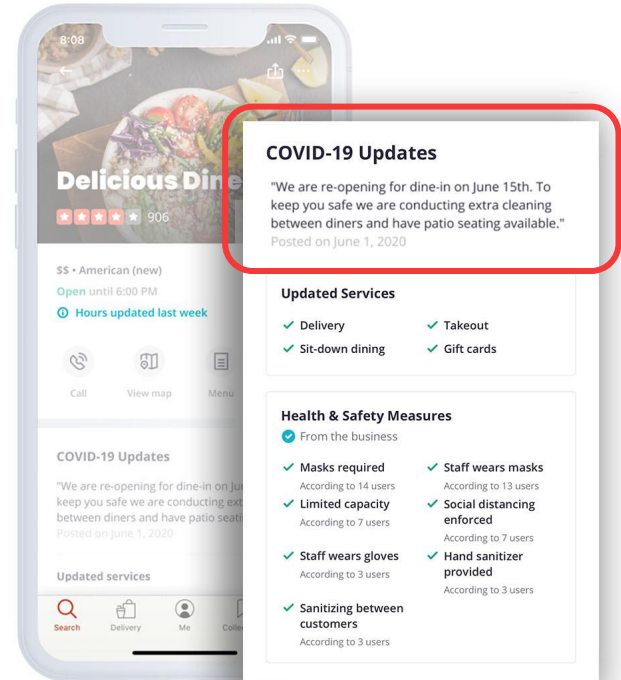 8:08
Delicious Dine
906
$$ • American (new)
Open until 6:00 PM
Hours updated last week
Call
View map
Menu
COVID-19 Updates
"We are re-opening for dine-in on Ju
keep you safe we are conducting ext
between diners and have patio seati
Posted on June 1, 2020
Updated services
Search
Delivery
Me
Colle
COVID-19 Updates
"We are re-opening for dine-in on June 15th. To
keep you safe we are conducting extra cleaning
between diners and have patio seating available."
Posted on June 1, 2020
Updated Services
Delivery
Takeout
Sit-down dining
Gift cards
Health & Safety Measures
From the business
Masks required
According to 14 users
Staff wears masks
According to 13 users
Limited capacity
According to 7 users
Social distancing
enforced
According to 7 users
Staff wears gloves
According to 3 users
Hand sanitizer
provided
According to 3 users
Sanitizing between
customers
According to 3 users